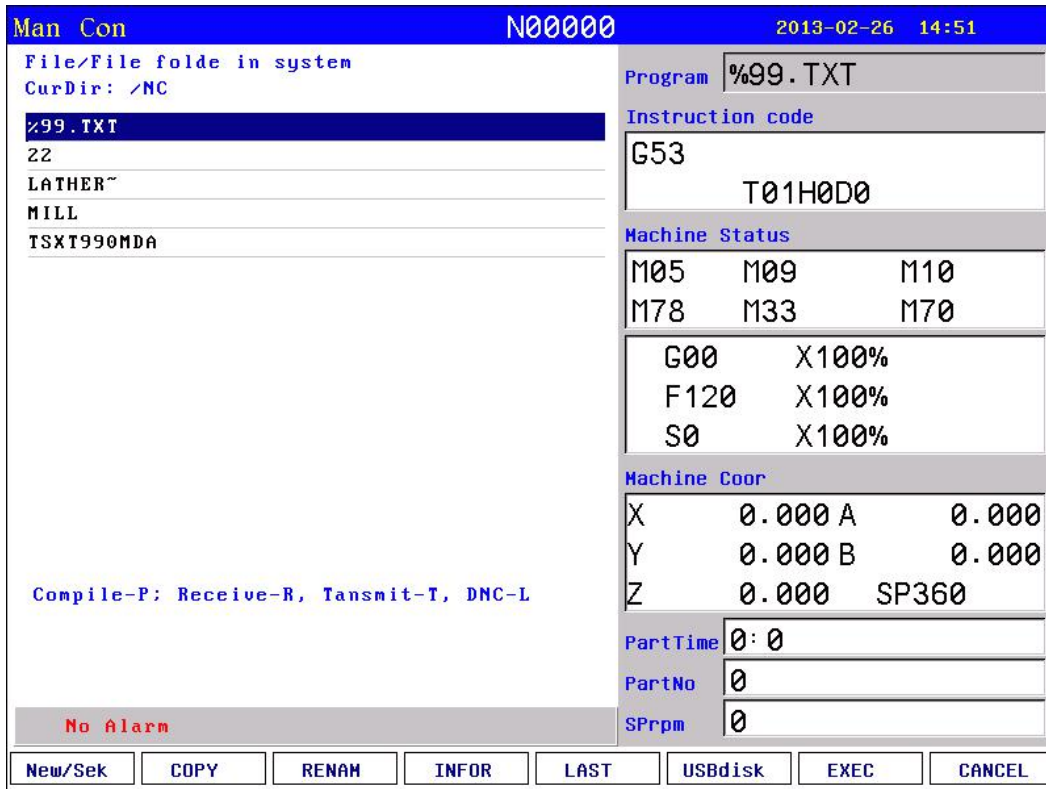 Man Con N00000 2013-02-26 14:51
File/File folde in system
CurDir: /NC
%99.TXT
22
LATHER~
MILL
TSXT990MDA
Compile-P; Receive-R, Tansmit-T, DNC-L
No Alarm
Program %99.TXT
Instruction code
G53
T01H0D0
Machine Status
M05 M09 M10
M78 M33 M70
G00 X100%
F120 X100%
S0 X100%
Machine Coor
X 0.000 A 0.000
Y 0.000 B 0.000
Z 0.000 SP360
PartTime 0: 0
PartNo 0
SPrpm 0
New/Sek COPY RENAM INFOR LAST USBdisk EXEC CANCEL